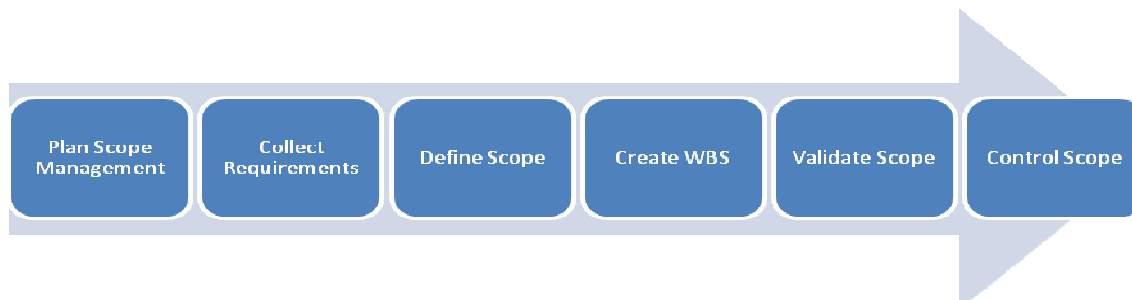 Plan Scope
Management
Collect
Requirements
Define Scope
Create WBS
Validate Scope
Control Scope